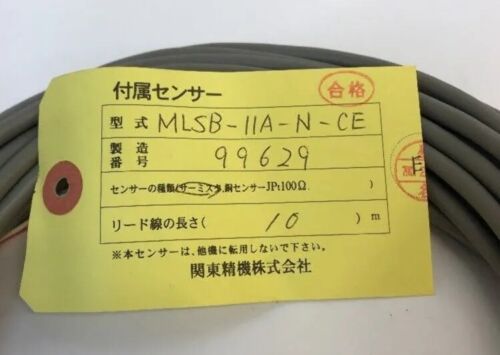 付属センサー
合格
型式 MLSB-11A-N-CE
製造番号 99629
センサーの種類(サーミスタ,銅センサーJPt100Ω )
リード線の長さ( 10 )m
※本センサーは、他機に転用しないで下さい。
関東精機株式会社